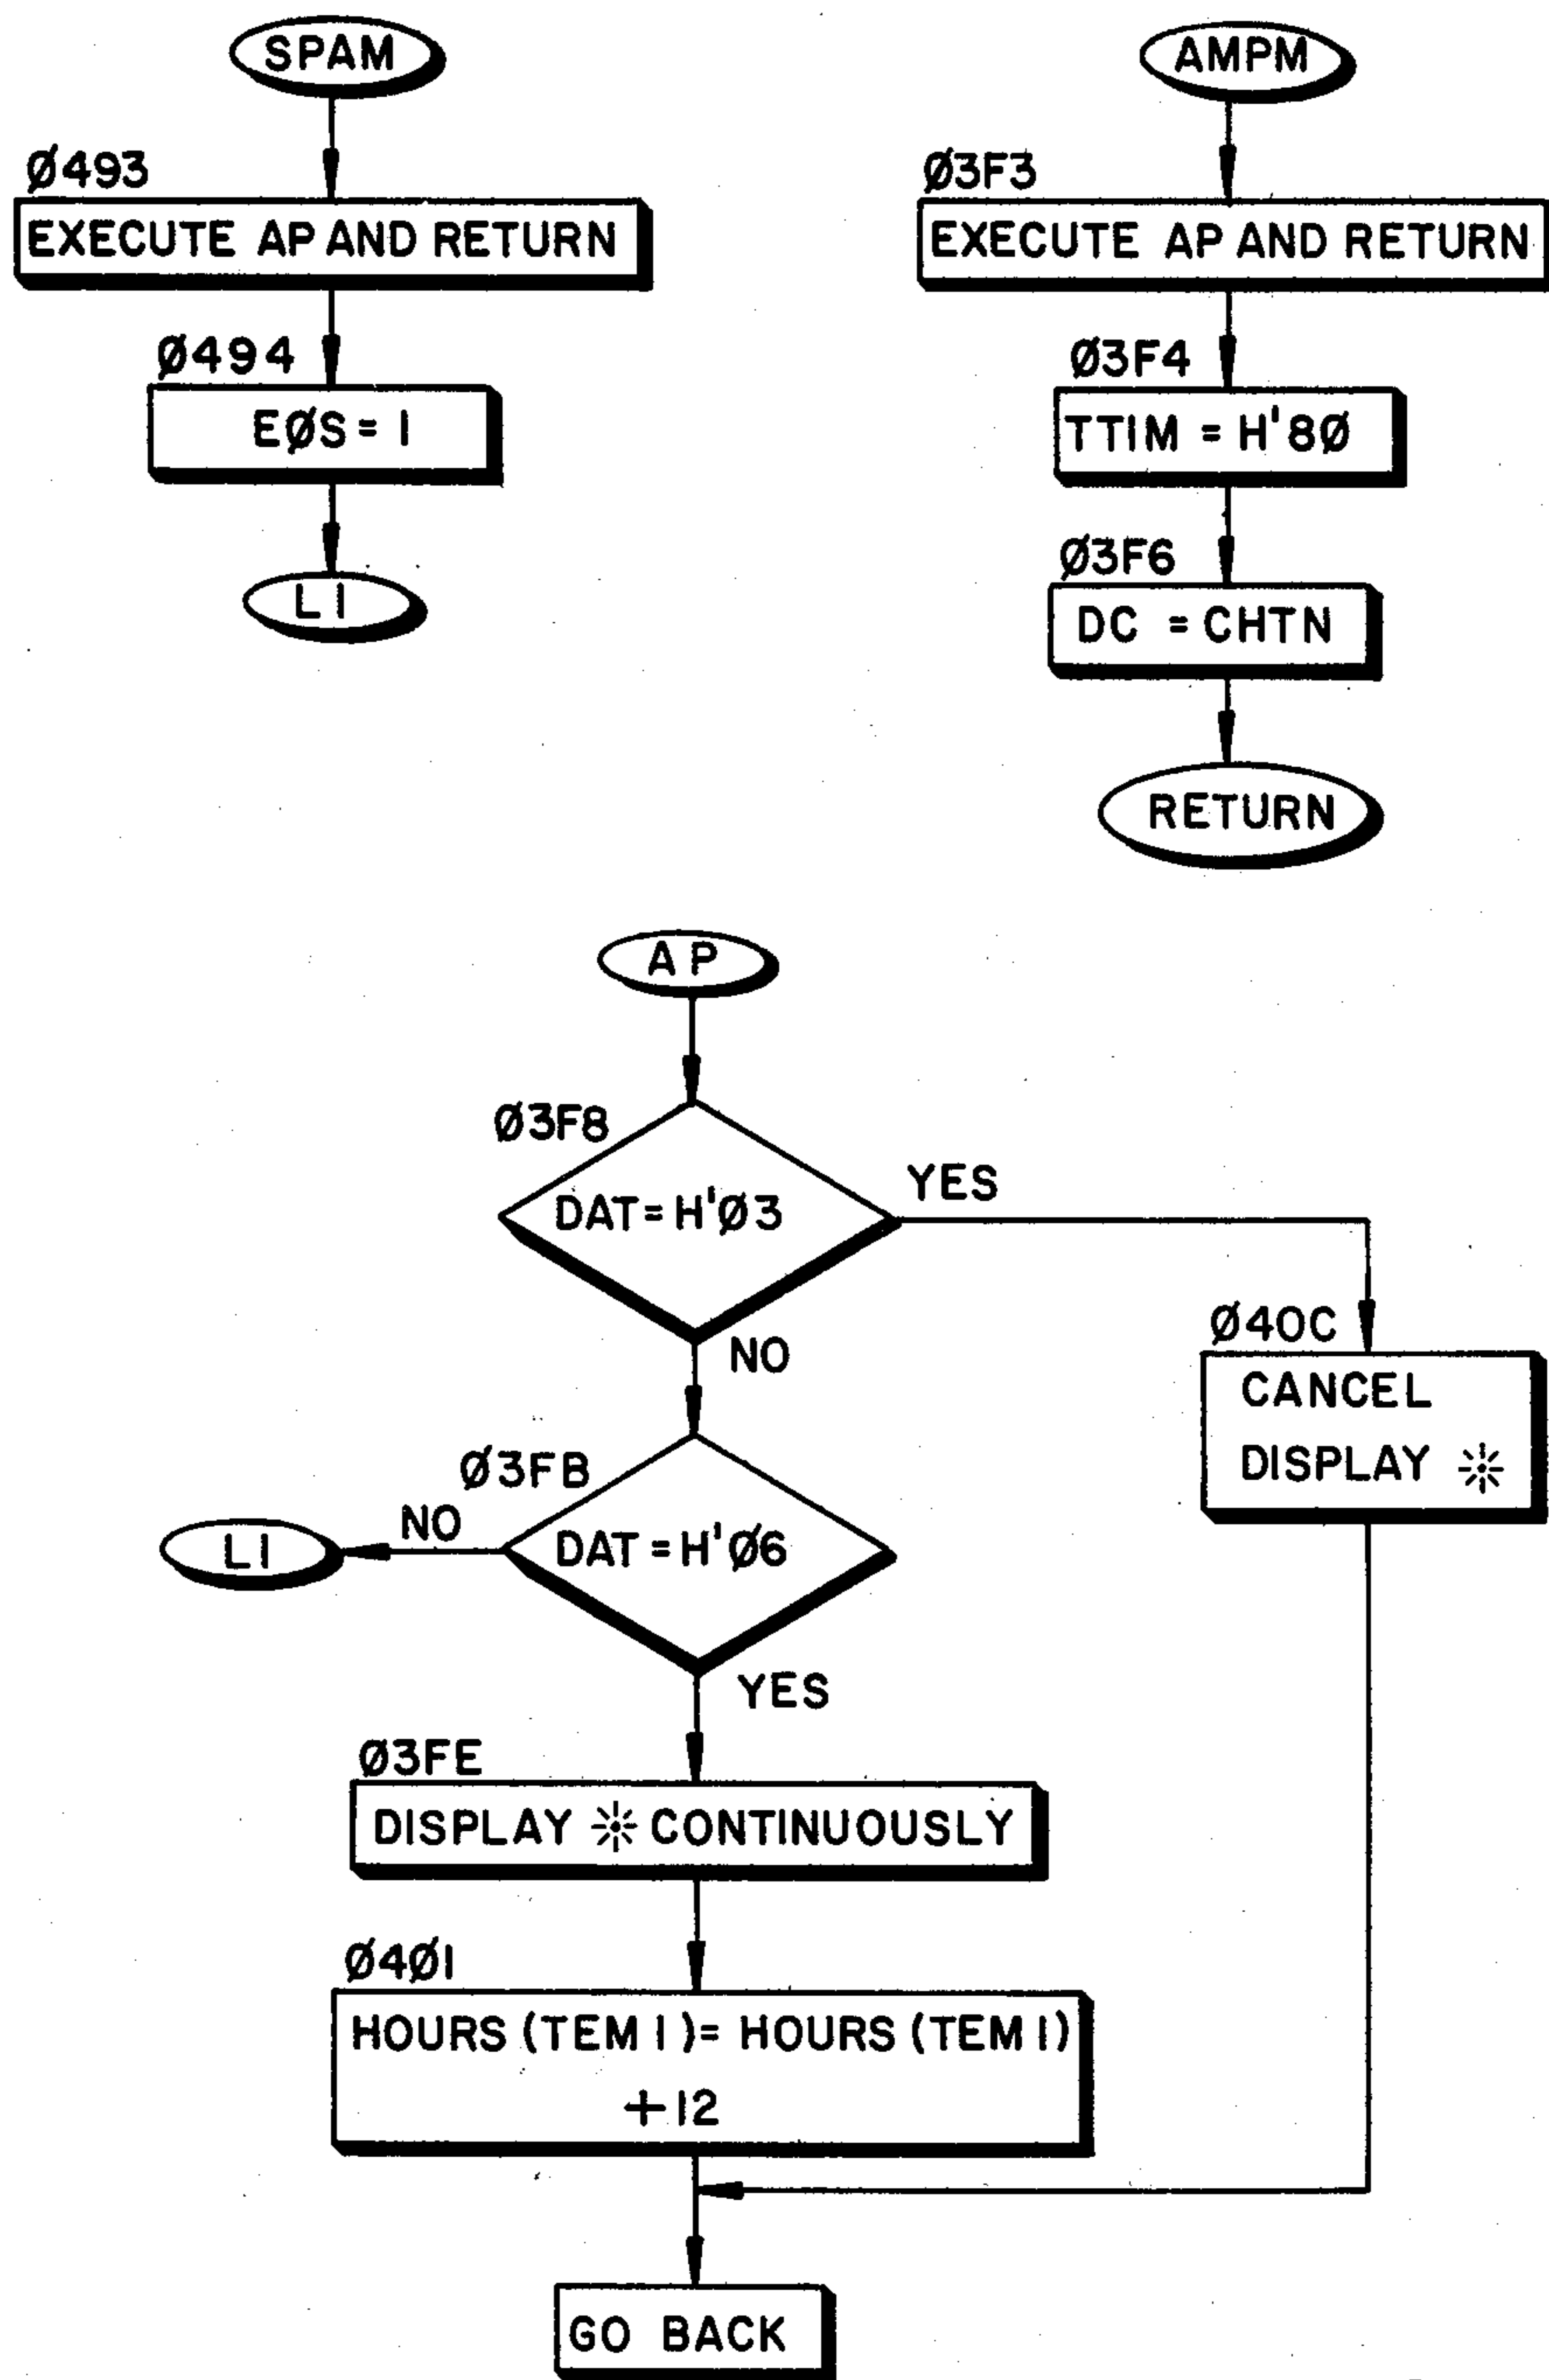 SPAM
Ø493
EXECUTE AP AND RETURN
Ø494
EØS = 1
L1
AMPM
Ø3F3
EXECUTE AP AND RETURN
Ø3F4
TTIM = H'8Ø
Ø3F6
DC = CHTN
RETURN
AP
Ø3F8
DAT = H'Ø3
YES
NO
Ø4OC
CANCEL
DISPLAY ✳
Ø3FB
DAT = H'Ø6
NO
L1
YES
Ø3FE
DISPLAY ✳ CONTINUOUSLY
Ø4Ø1
HOURS (TEM 1) = HOURS (TEM 1)
+12
GO BACK